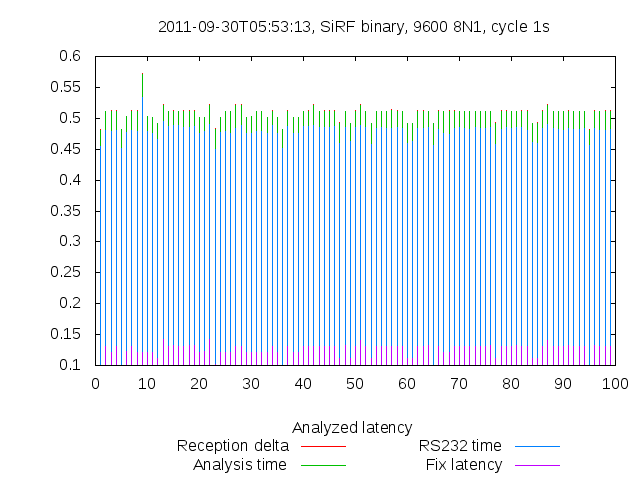 2011-09-30T05:53:13, SiRF binary, 9600 8N1, cycle 1s
0.6
0.55
0.5
0.45
0.4
0.35
0.3
0.25
0.2
0.15
0.1
0 10 20 30 40 50 60 70 80 90 100
Analyzed latency
Reception delta RS232 time
Analysis time Fix latency